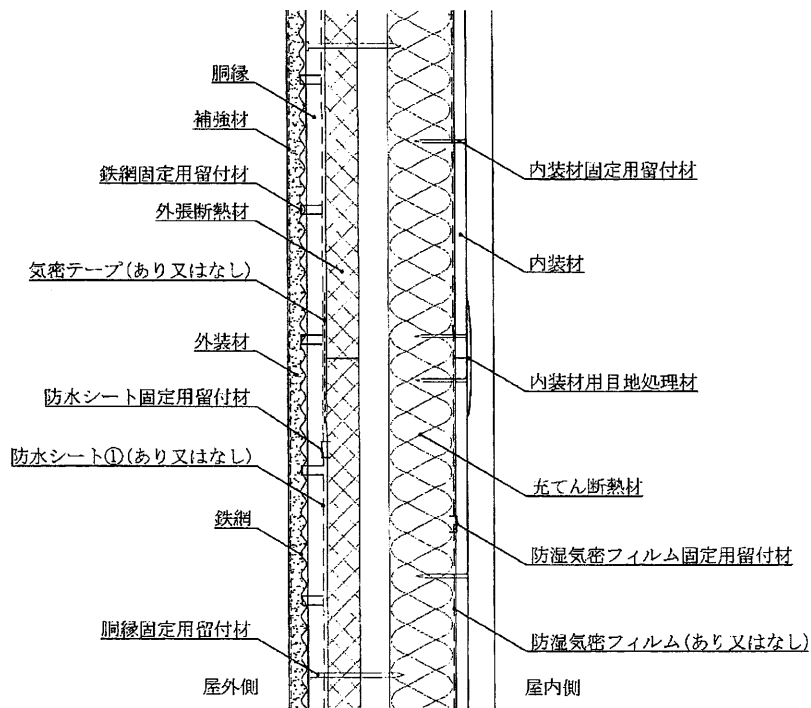 胴縁
補強材
鉄網固定用留付材
外張断熱材
気密テープ(あり又はなし)
外装材
防水シート固定用留付材
防水シート①(あり又はなし)
鉄網
胴縁固定用留付材
屋外側
内装材固定用留付材
内装材
内装材用目地処理材
充てん断熱材
防湿気密フィルム固定用留付材
防湿気密フィルム(あり又はなし)
屋内側